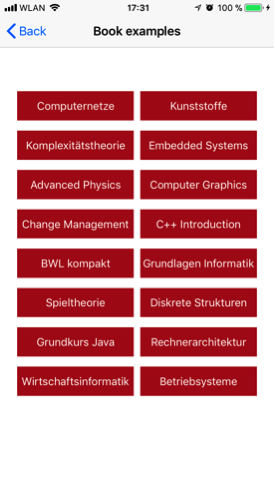 WLAN 17:31 100 %
Back Book examples
Computernetze Kunststoffe
Komplexitätstheorie Embedded Systems
Advanced Physics Computer Graphics
Change Management C++ Introduction
BWL kompakt Grundlagen Informatik
Spieltheorie Diskrete Strukturen
Grundkurs Java Rechnerarchitektur
Wirtschaftsinformatik Betriebsysteme